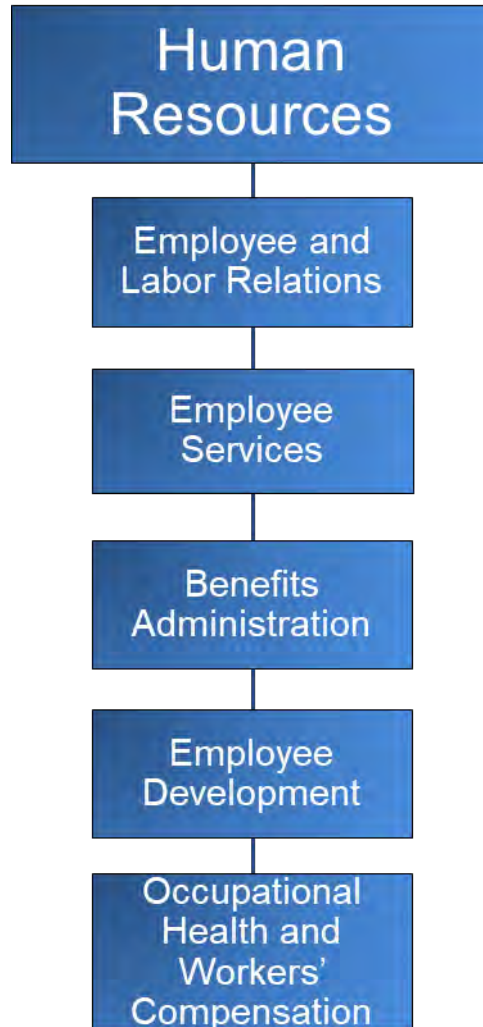 Human
Resources
Employee and
Labor Relations
Employee
Services
Benefits
Administration
Employee
Development
Occupational
Health and
Workers’
Compensation